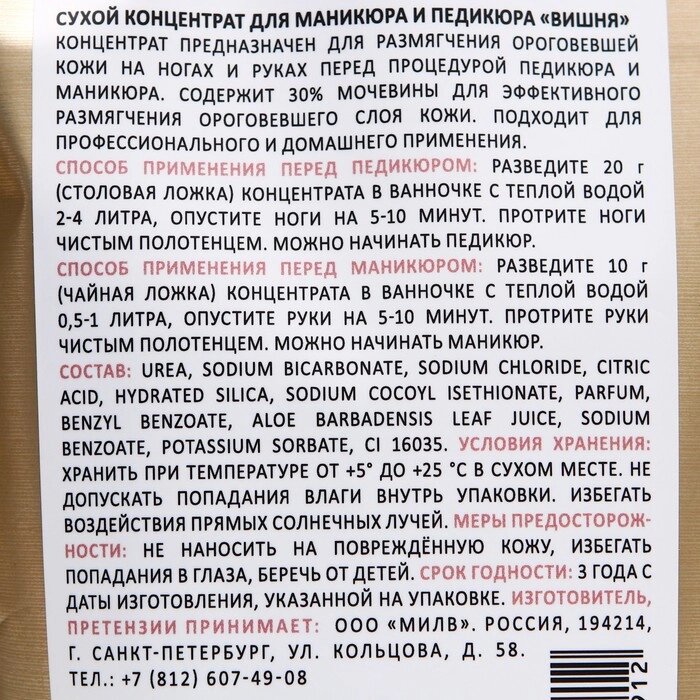 СУХОЙ КОНЦЕНТРАТ ДЛЯ МАНИКЮРА И ПЕДИКЮРА «ВИШНЯ»
КОНЦЕНТРАТ ПРЕДНАЗНАЧЕН ДЛЯ РАЗМЯГЧЕНИЯ ОРОГОВЕВШЕЙ
КОЖИ НА НОГАХ И РУКАХ ПЕРЕД ПРОЦЕДУРОЙ ПЕДИКЮРА И
МАНИКЮРА. СОДЕРЖИТ 30% МОЧЕВИНЫ ДЛЯ ЭФФЕКТИВНОГО
РАЗМЯГЧЕНИЯ ОРОГОВЕВШЕГО СЛОЯ КОЖИ. ПОДХОДИТ ДЛЯ
ПРОФЕССИОНАЛЬНОГО И ДОМАШНЕГО ПРИМЕНЕНИЯ.
СПОСОБ ПРИМЕНЕНИЯ ПЕРЕД ПЕДИКЮРОМ: РАЗВЕДИТЕ 20 г
(СТОЛОВАЯ ЛОЖКА) КОНЦЕНТРАТА В ВАННОЧКЕ С ТЕПЛОЙ ВОДОЙ
2-4 ЛИТРА, ОПУСТИТЕ НОГИ НА 5-10 МИНУТ. ПРОТРИТЕ НОГИ
ЧИСТЫМ ПОЛОТЕНЦЕМ. МОЖНО НАЧИНАТЬ ПЕДИКЮР.
СПОСОБ ПРИМЕНЕНИЯ ПЕРЕД МАНИКЮРОМ: РАЗВЕДИТЕ 10 г
(ЧАЙНАЯ ЛОЖКА) КОНЦЕНТРАТА В ВАННОЧКЕ С ТЕПЛОЙ ВОДОЙ
0,5-1 ЛИТРА, ОПУСТИТЕ РУКИ НА 5-10 МИНУТ. ПРОТРИТЕ РУКИ
ЧИСТЫМ ПОЛОТЕНЦЕМ. МОЖНО НАЧИНАТЬ МАНИКЮР.
СОСТАВ: UREA, SODIUM BICARBONATE, SODIUM CHLORIDE, CITRIC
ACID, HYDRATED SILICA, SODIUM COCOYL ISETHIONATE, PARFUM,
BENZYL BENZOATE, ALOE BARBADENSIS LEAF JUICE, SODIUM
BENZOATE, POTASSIUM SORBATE, CI 16035. УСЛОВИЯ ХРАНЕНИЯ:
ХРАНИТЬ ПРИ ТЕМПЕРАТУРЕ ОТ +5° ДО +25 °C В СУХОМ МЕСТЕ. НЕ
ДОПУСКАТЬ ПОПАДАНИЯ ВЛАГИ ВНУТРЬ УПАКОВКИ. ИЗБЕГАТЬ
ВОЗДЕЙСТВИЯ ПРЯМЫХ СОЛНЕЧНЫХ ЛУЧЕЙ. МЕРЫ ПРЕДОСТОРОЖ-
НОСТИ: НЕ НАНОСИТЬ НА ПОВРЕЖДЁННУЮ КОЖУ, ИЗБЕГАТЬ
ПОПАДАНИЯ В ГЛАЗА, БЕРЕЧЬ ОТ ДЕТЕЙ. СРОК ГОДНОСТИ: 3 ГОДА С
ДАТЫ ИЗГОТОВЛЕНИЯ, УКАЗАННОЙ НА УПАКОВКЕ. ИЗГОТОВИТЕЛЬ,
ПРЕТЕНЗИИ ПРИНИМАЕТ: ООО «МИЛВ». РОССИЯ, 194214,
Г. САНКТ-ПЕТЕРБУРГ, УЛ. КОЛЬЦОВА, Д. 58.
ТЕЛ.: +7 (812) 607-49-08